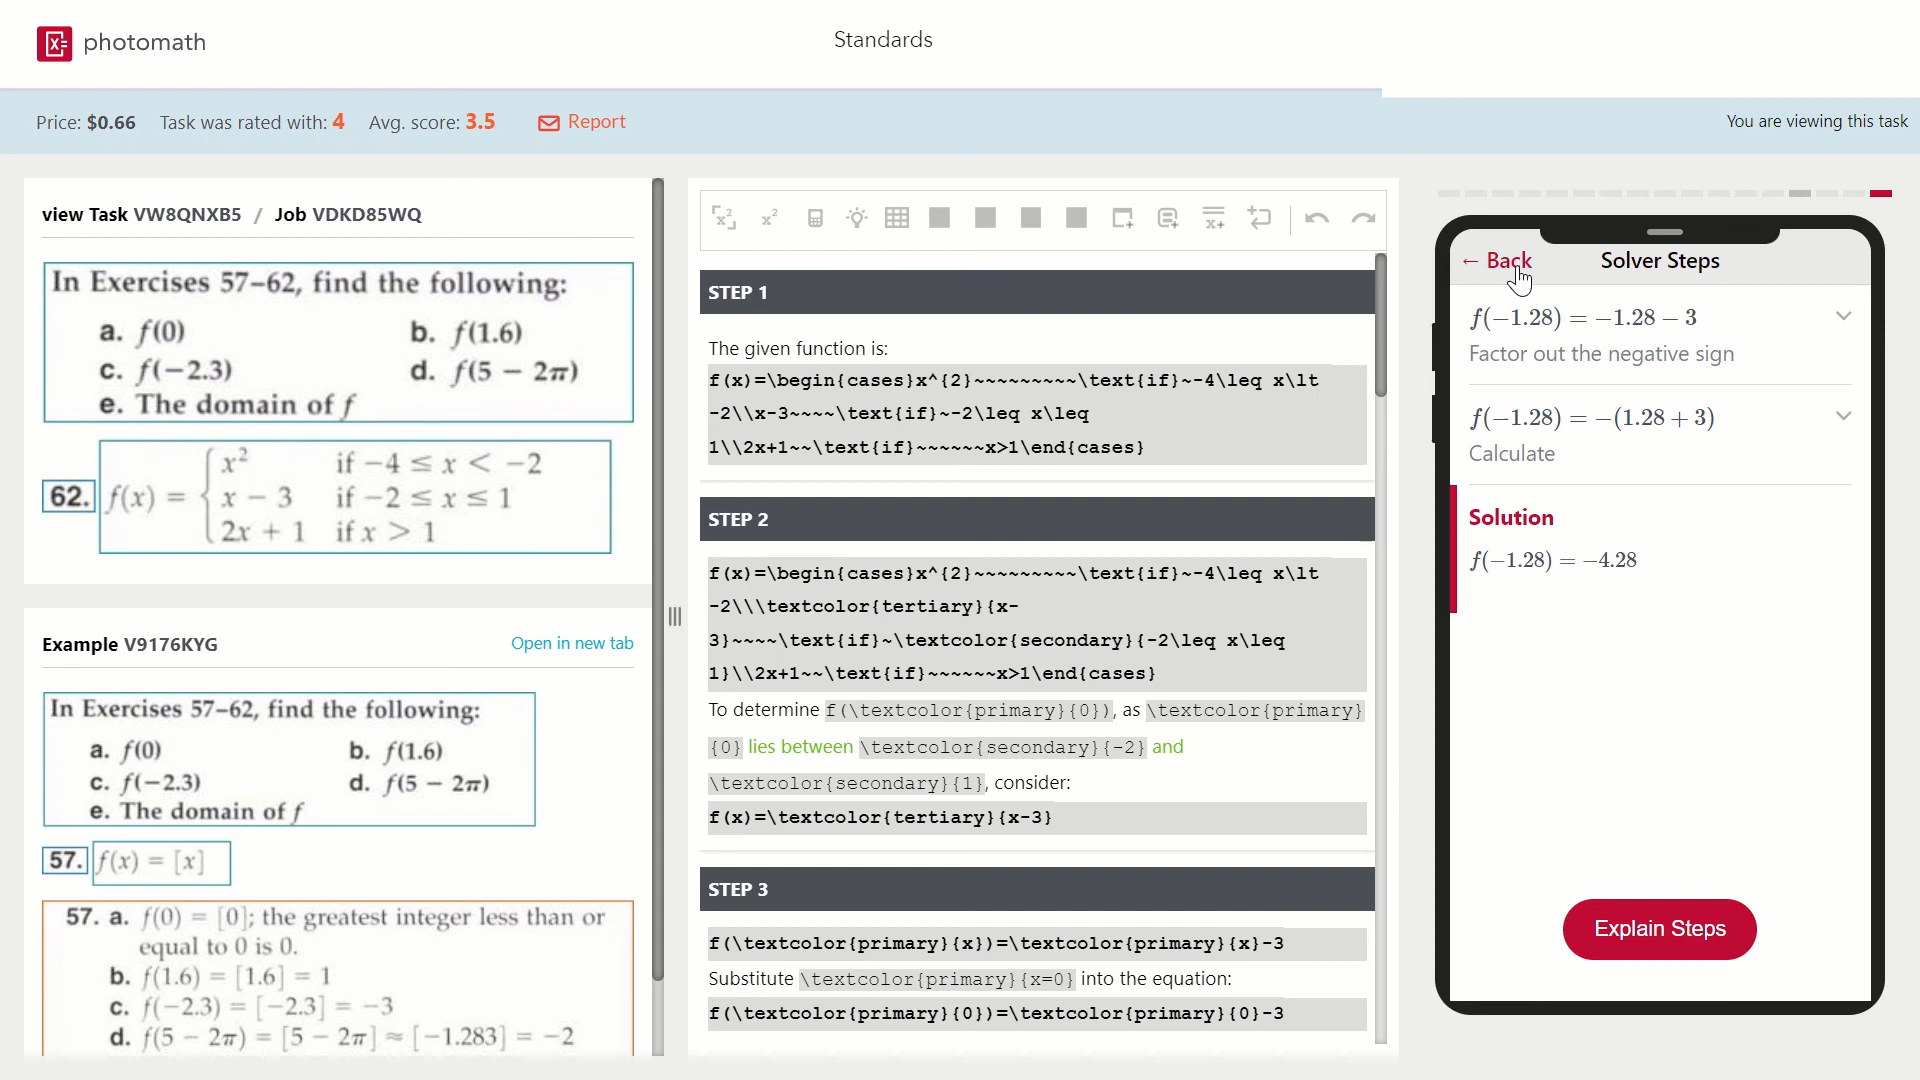 photomath
Standards
Price: $0.66 Task was rated with: 4 Avg. score: 3.5 Report
You are viewing this task
view Task VW8QNXB5 / Job VDKD85WQ
In Exercises 57–62, find the following:
a. f(0) b. f(1.6)
c. f(−2.3) d. f(5 − 2π)
e. The domain of f
62. f(x) = { x² if −4 ≤ x < −2
x − 3 if −2 ≤ x ≤ 1
2x + 1 if x > 1
Example V9176KYG Open in new tab
In Exercises 57–62, find the following:
a. f(0) b. f(1.6)
c. f(−2.3) d. f(5 − 2π)
e. The domain of f
57. f(x) = [x]
57. a. f(0) = [0]; the greatest integer less than or
equal to 0 is 0.
b. f(1.6) = [1.6] = 1
c. f(−2.3) = [−2.3] = −3
d. f(5 − 2π) = [5 − 2π] ≈ [−1.283] = −2
STEP 1
The given function is:
f(x)=\begin{cases}x^{2}~~~~~~~~~\text{if}~-4\leq x\lt
-2\\x-3~~~~\text{if}~-2\leq x\leq
1\\2x+1~~\text{if}~~~~~~x>1\end{cases}
STEP 2
f(x)=\begin{cases}x^{2}~~~~~~~~~\text{if}~-4\leq x\lt
-2\\\textcolor{tertiary}{x-
3}~~~~\text{if}~\textcolor{secondary}{-2\leq x\leq
1}\\2x+1~~\text{if}~~~~~~x>1\end{cases}
To determine f(\textcolor{primary}{0}), as \textcolor{primary}
{0} lies between \textcolor{secondary}{-2} and
\textcolor{secondary}{1}, consider:
f(x)=\textcolor{tertiary}{x-3}
STEP 3
f(\textcolor{primary}{x})=\textcolor{primary}{x}-3
Substitute \textcolor{primary}{x=0} into the equation:
f(\textcolor{primary}{0})=\textcolor{primary}{0}-3
← Back Solver Steps
f(−1.28) = −1.28 − 3
Factor out the negative sign
f(−1.28) = −(1.28 + 3)
Calculate
Solution
f(−1.28) = −4.28
Explain Steps